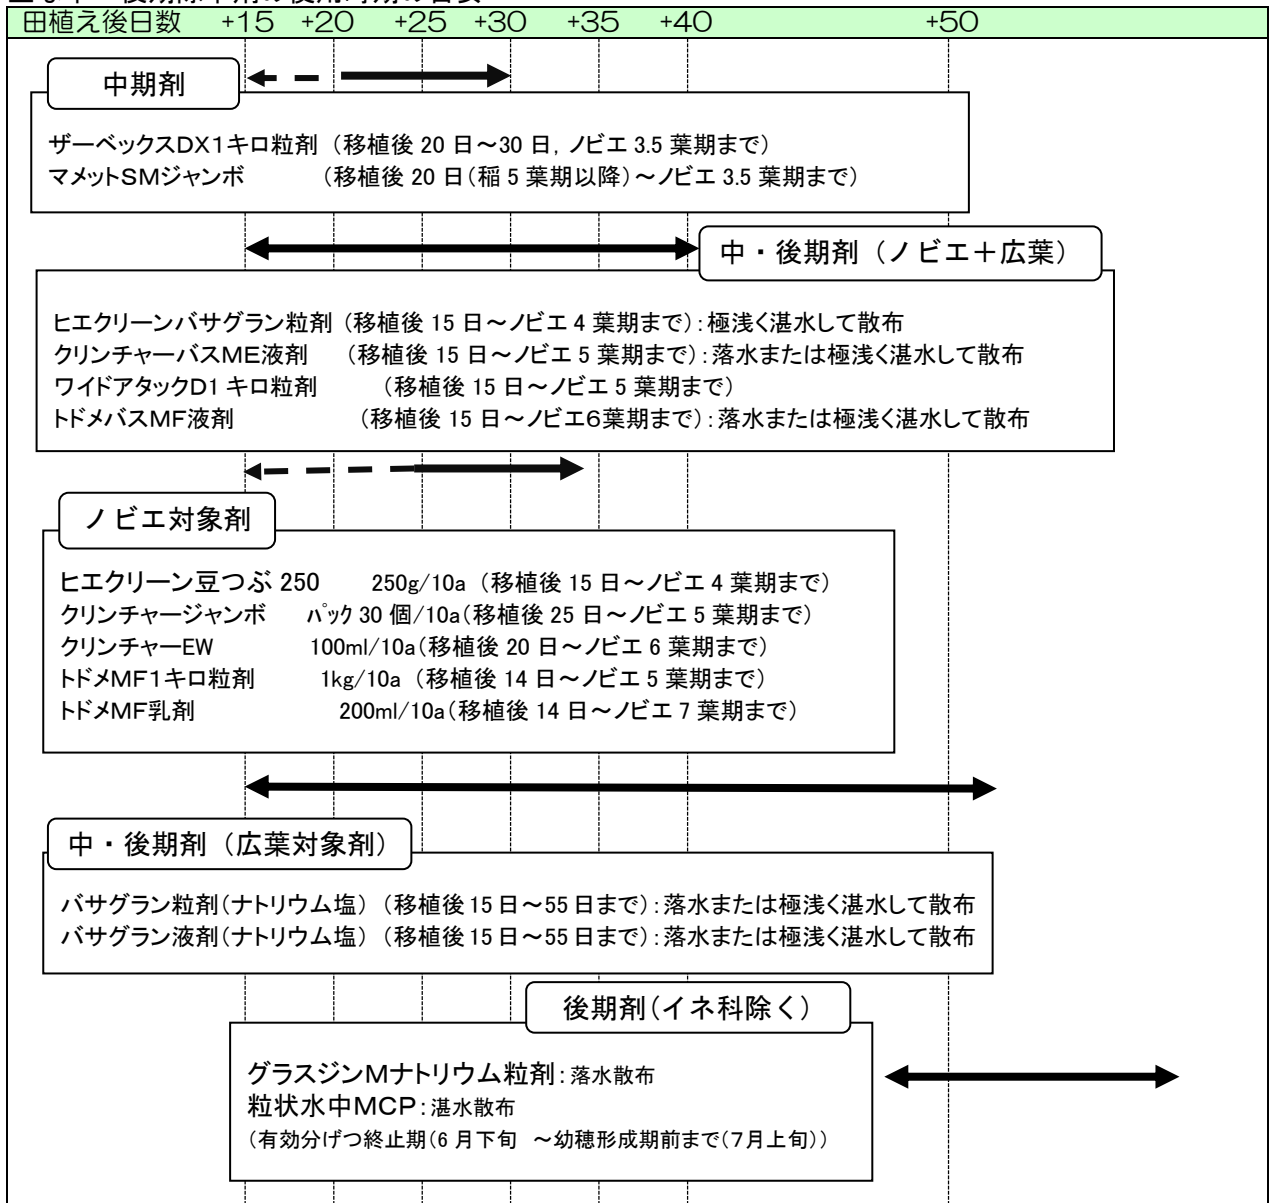 田植え後日数 +15 +20 +25 +30 +35 +40 +50
中期剤
ザーベックスDX1キロ粒剤 (移植後 20 日～30 日, ノビエ 3.5 葉期まで)
マメットSMジャンボ (移植後 20 日(稲 5 葉期以降)～ノビエ 3.5 葉期まで)
中・後期剤(ノビエ+広葉)
ヒエクリーンバサグラン粒剤 (移植後 15 日～ノビエ 4 葉期まで):極浅く湛水して散布
クリンチャーバスME液剤 (移植後 15 日～ノビエ 5 葉期まで):落水または極浅く湛水して散布
ワイドアタックD1 キロ粒剤 (移植後 15 日～ノビエ 5 葉期まで)
トドメバスMF液剤 (移植後 15 日～ノビエ6葉期まで):落水または極浅く湛水して散布
ノビエ対象剤
ヒエクリーン豆つぶ 250 250g/10a (移植後 15 日～ノビエ 4 葉期まで)
クリンチャージャンボ パック 30 個/10a(移植後 25 日～ノビエ 5 葉期まで)
クリンチャーEW 100ml/10a(移植後 20 日～ノビエ 6 葉期まで)
トドメMF1キロ粒剤 1kg/10a (移植後 14 日～ノビエ 5 葉期まで)
トドメMF乳剤 200ml/10a(移植後 14 日～ノビエ 7 葉期まで)
中・後期剤(広葉対象剤)
バサグラン粒剤(ナトリウム塩) (移植後 15 日～55 日まで):落水または極浅く湛水して散布
バサグラン液剤(ナトリウム塩) (移植後 15 日～55 日まで):落水または極浅く湛水して散布
後期剤(イネ科除く)
グラスジンMナトリウム粒剤:落水散布
粒状水中MCP:湛水散布
(有効分げつ終止期(6 月下旬 ～幼穂形成期前まで(7月上旬))